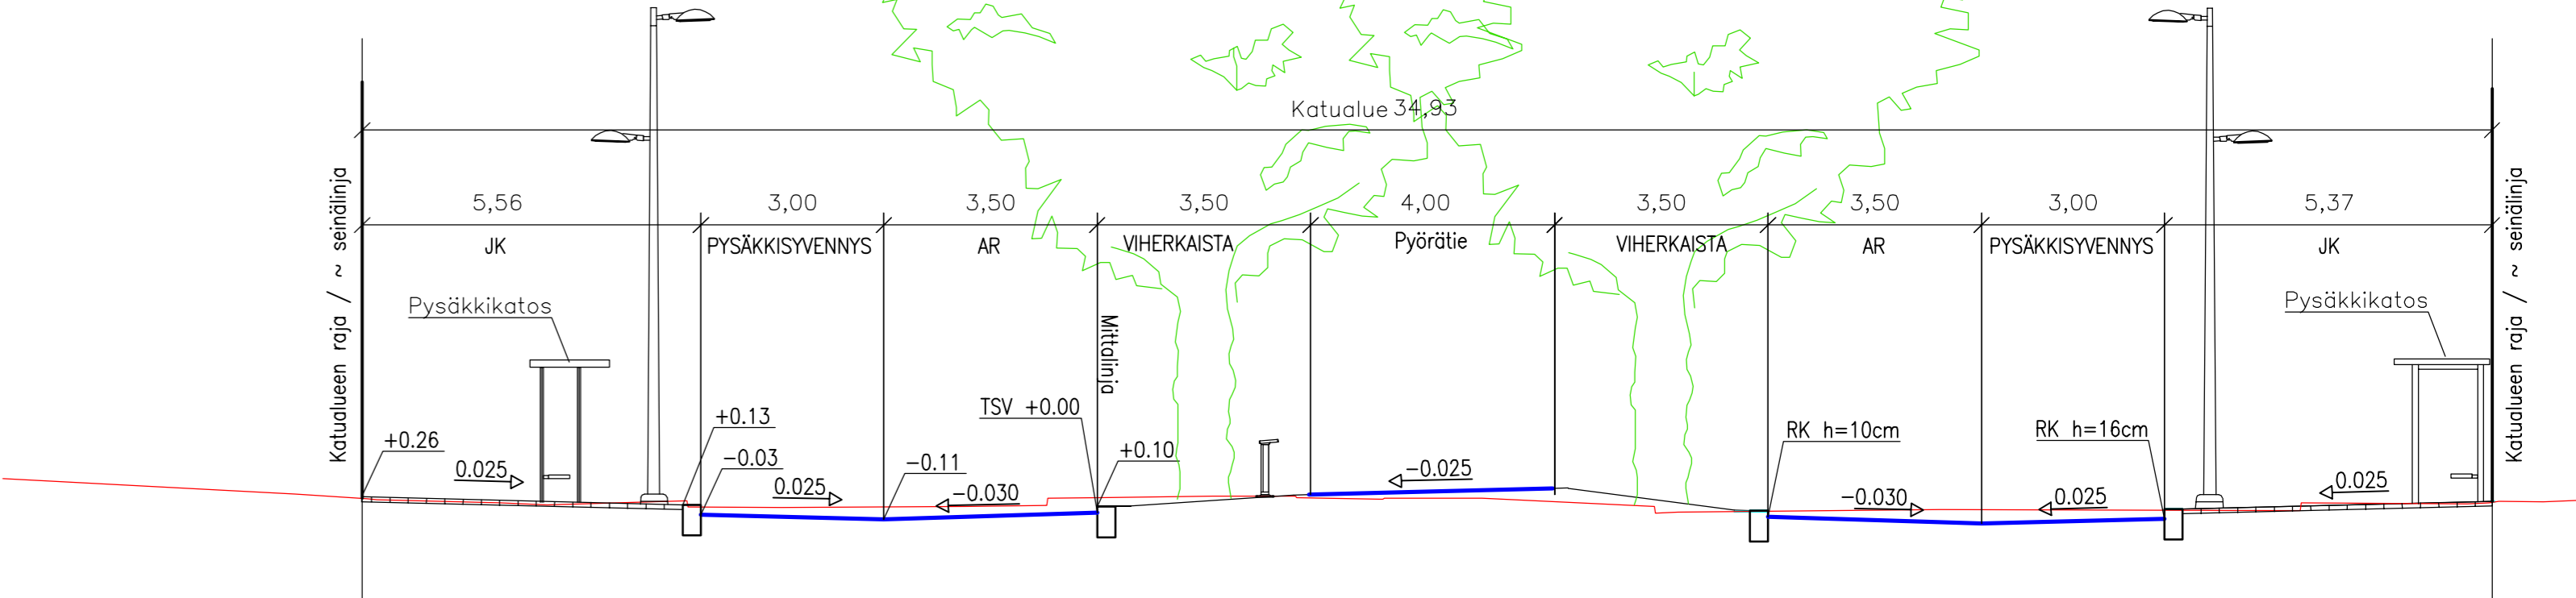 Katualue 34,93
5,56
3,00
3,50
3,50
4,00
3,50
3,50
3,00
5,37
JK
PYSÄKKISYVENNYS
AR
VIHERKAISTA
Pyörätie
VIHERKAISTA
AR
PYSÄKKISYVENNYS
JK
Katualueen raja / ~ seinälinja
Pysäkkikatos
Mittalinja
Pysäkkikatos
Katualueen raja / ~ seinälinja
+0.26
0.025
+0.13
-0.03
0.025
-0.11
-0.030
TSV +0.00
+0.10
-0.025
RK h=10cm
-0.030
RK h=16cm
0.025
0.025